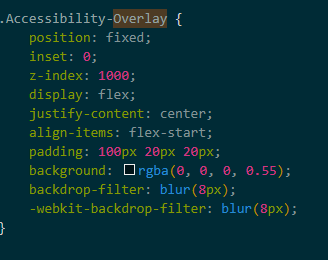 .Accessibility-Overlay {
position: fixed;
inset: 0;
z-index: 1000;
display: flex;
justify-content: center;
align-items: flex-start;
padding: 100px 20px 20px;
background: rgba(0, 0, 0, 0.55);
backdrop-filter: blur(8px);
-webkit-backdrop-filter: blur(8px);
}